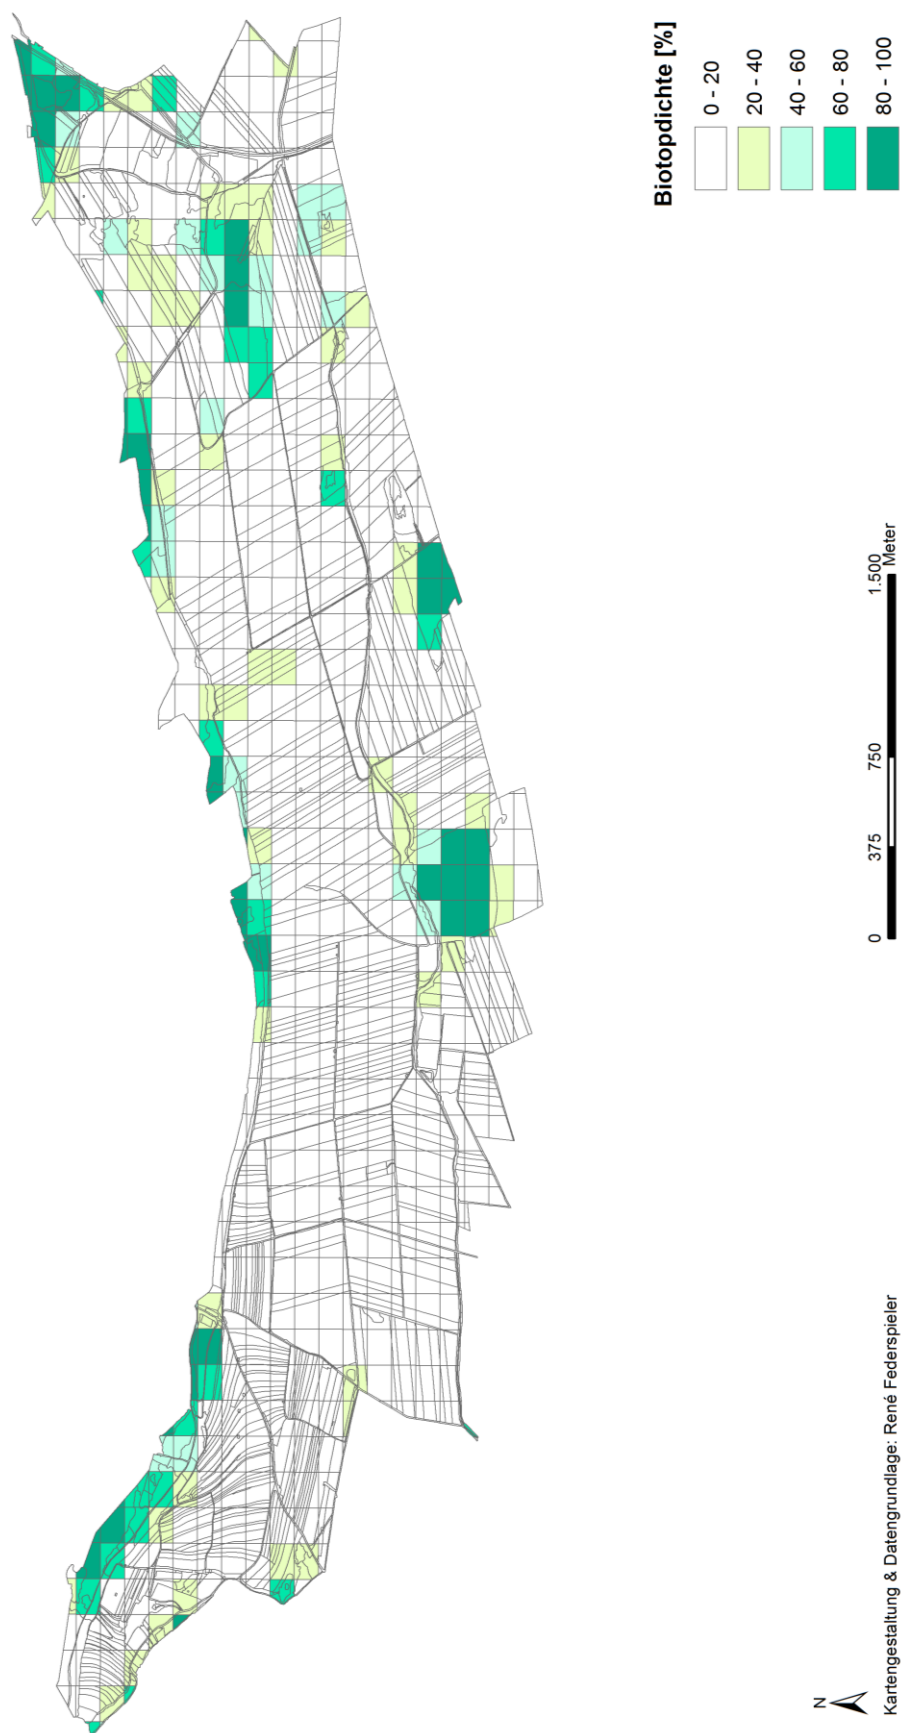 Biotopdichte [%]
0 - 20
20 - 40
40 - 60
60 - 80
80 - 100
0 375 750 1.500
Meter
N
Kartengestaltung & Datengrundlage: René Federspieler